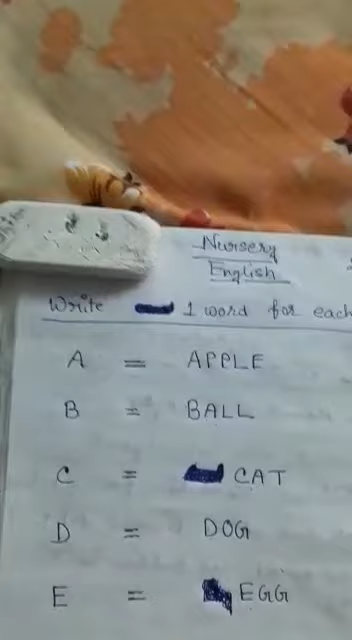 Nursery
English
Write 1 word for each
A = APPLE
B = BALL
C = CAT
D = DOG
E = EGG